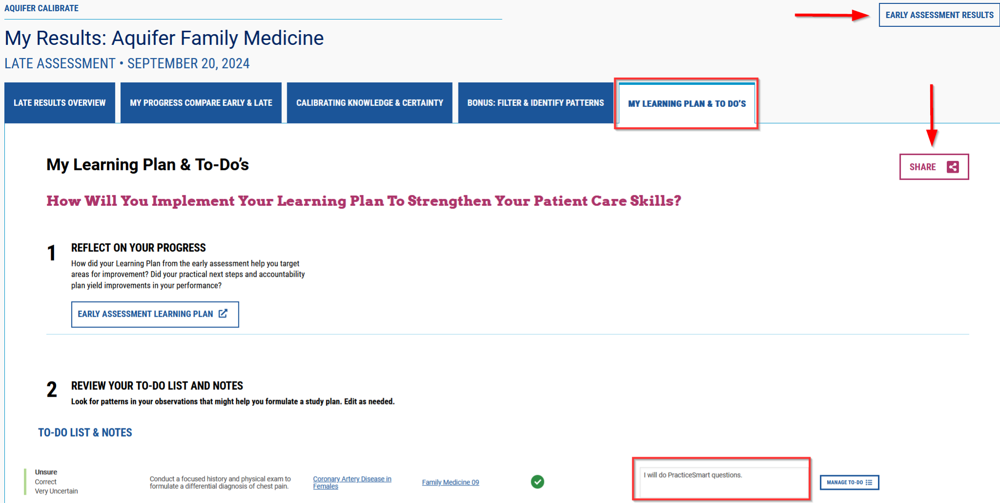 AQUIFER CALIBRATE
EARLY ASSESSMENT RESULTS
My Results: Aquifer Family Medicine
LATE ASSESSMENT • SEPTEMBER 20, 2024
LATE RESULTS OVERVIEW
MY PROGRESS COMPARE EARLY & LATE
CALIBRATING KNOWLEDGE & CERTAINTY
BONUS: FILTER & IDENTIFY PATTERNS
MY LEARNING PLAN & TO DO'S
My Learning Plan & To-Do’s
SHARE
How Will You Implement Your Learning Plan To Strengthen Your Patient Care Skills?
1
REFLECT ON YOUR PROGRESS
How did your Learning Plan from the early assessment help you target
areas for improvement? Did your practical next steps and accountability
plan yield improvements in your performance?
EARLY ASSESSMENT LEARNING PLAN
2
REVIEW YOUR TO-DO LIST AND NOTES
Look for patterns in your observations that might help you formulate a study plan. Edit as needed.
TO-DO LIST & NOTES
Unsure
Correct
Very Uncertain
Conduct a focused history and physical exam to
formulate a differential diagnosis of chest pain.
Coronary Artery Disease in
Females
Family Medicine 09
I will do PracticeSmart questions.
MANAGE TO-DO